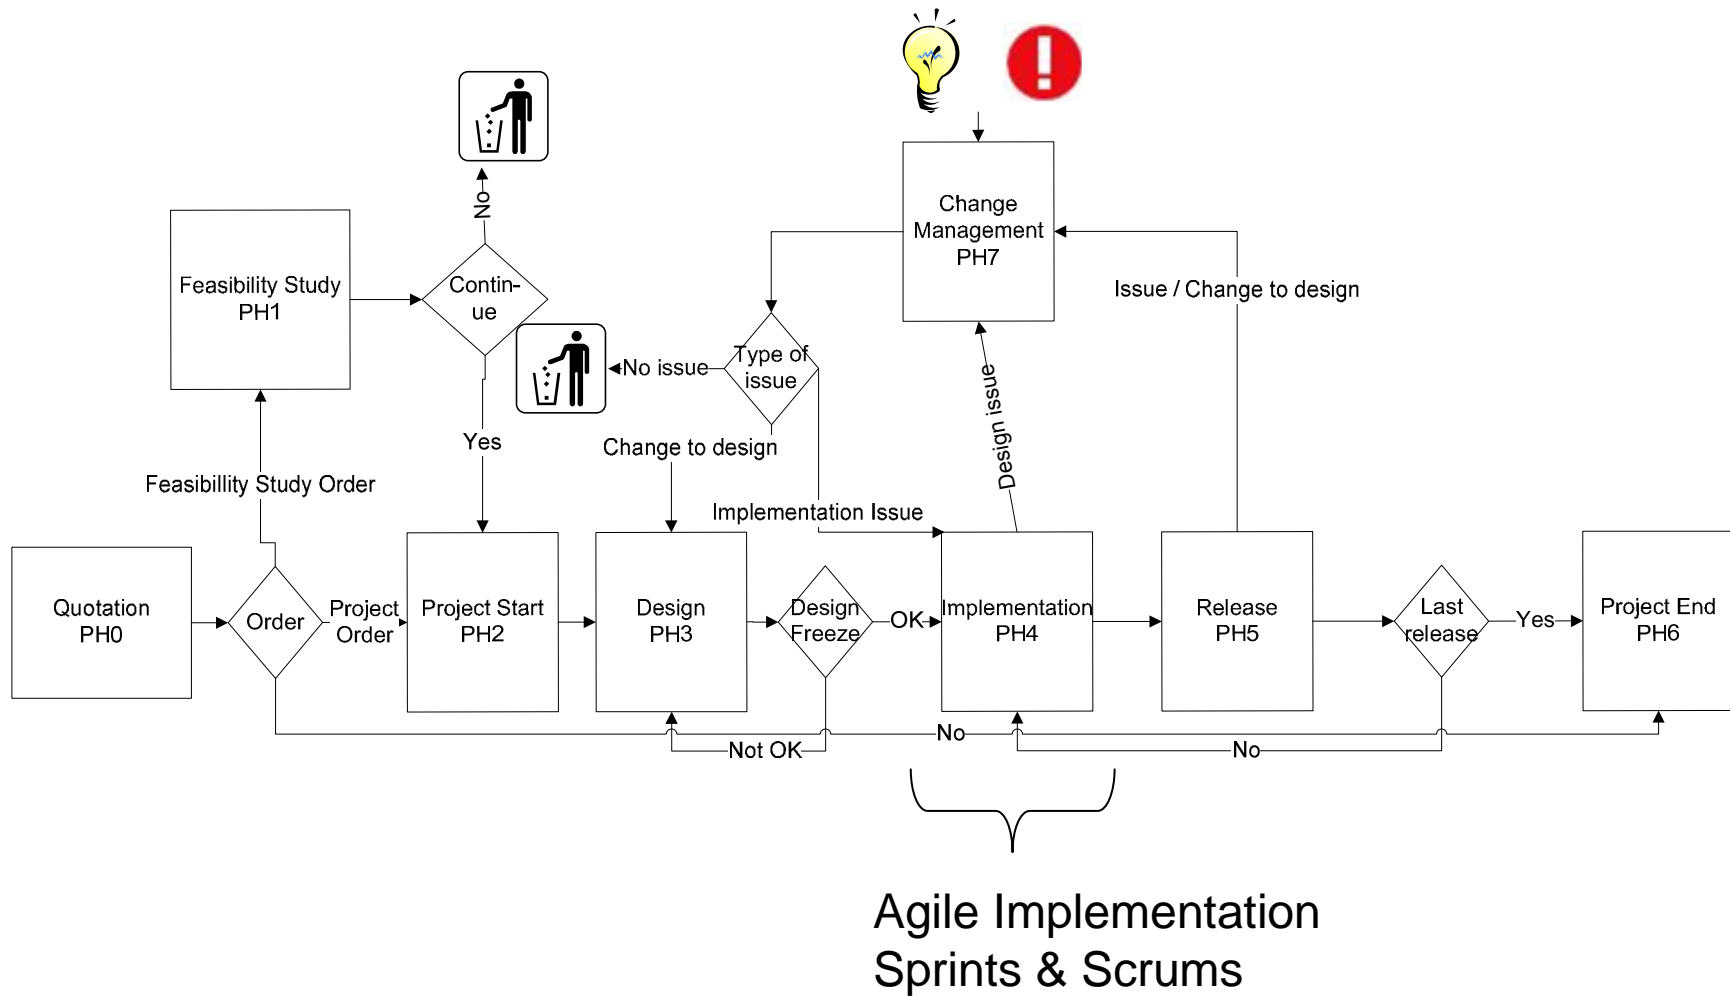 No
Change
Management
PH7
Feasibility Study
PH1
Contin-
ue
Issue / Change to design
Type of
issue
No issue
Design issue
Yes
Change to design
Feasibillity Study Order
Implementation Issue
Quotation
PH0
Order
Project
Order
Project Start
PH2
Design
PH3
Design
Freeze
OK
Implementation
PH4
Release
PH5
Last
release
Yes
Project End
PH6
No
Not OK
No
Agile Implementation
Sprints & Scrums